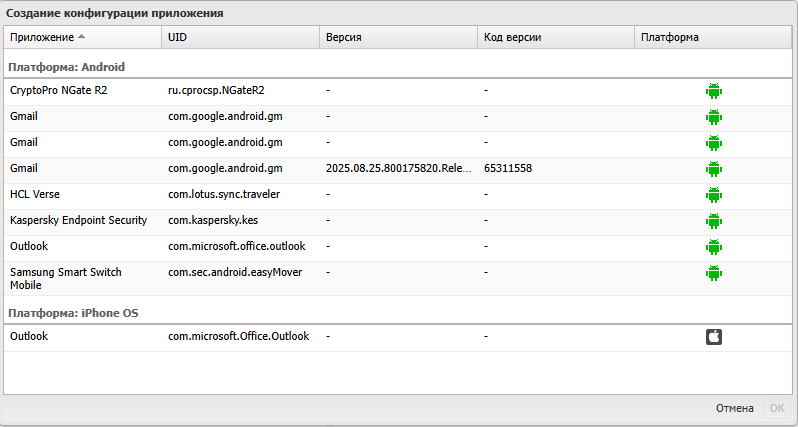 Создание конфигурации приложения
Приложение UID Версия Код версии Платформа
Платформа: Android
CryptoPro NGate R2 ru.cprocsp.NGateR2 - -
Gmail com.google.android.gm - -
Gmail com.google.android.gm - -
Gmail com.google.android.gm 2025.08.25.800175820.Rele... 65311558
HCL Verse com.lotus.sync.traveler - -
Kaspersky Endpoint Security com.kaspersky.kes - -
Outlook com.microsoft.office.outlook - -
Samsung Smart Switch com.sec.android.easyMover - -
Mobile
Платформа: iPhone OS
Outlook com.microsoft.Office.Outlook - -
Отмена OK